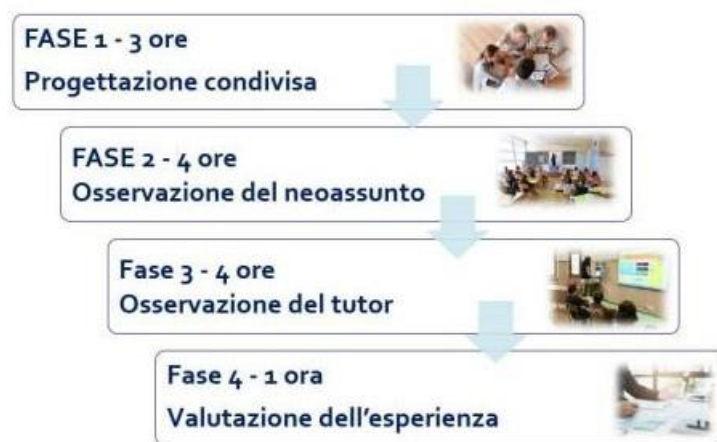 FASE 1 - 3 ore
Progettazione condivisa
FASE 2 - 4 ore
Osservazione del neoassunto
Fase 3 - 4 ore
Osservazione del tutor
Fase 4 - 1 ora
Valutazione dell'esperienza